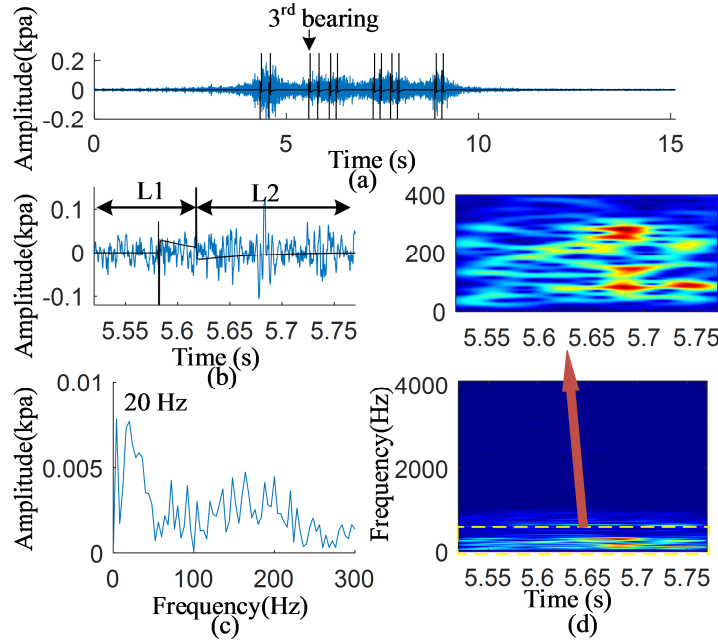 3rd bearing
Amplitude(kpa)
0.2
0
-0.2
0 5 10 15
Time (s)
(a)
Amplitude(kpa)
0.1
0
-0.1
L1 L2
5.55 5.6 5.65 5.7 5.75
Time (s)
(b)
400
200
0
5.55 5.6 5.65 5.7 5.75
Amplitude(kpa)
0.01
0.005
0
20 Hz
0 100 200 300
Frequency(Hz)
(c)
Frequency(Hz)
4000
2000
0
5.55 5.6 5.65 5.7 5.75
Time (s)
(d)